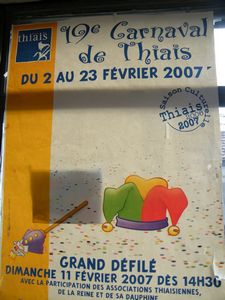 thiais
19e Carnaval
de Thiais
DU 2 AU 23 FÉVRIER 2007
Saison Culturelle
Thiais
2007
GRAND DÉFILÉ
DIMANCHE 11 FÉVRIER 2007 DÈS 14H30
AVEC LA PARTICIPATION DES ASSOCIATIONS THIAISIENNES,
DE LA REINE ET DE SA DAUPHINE